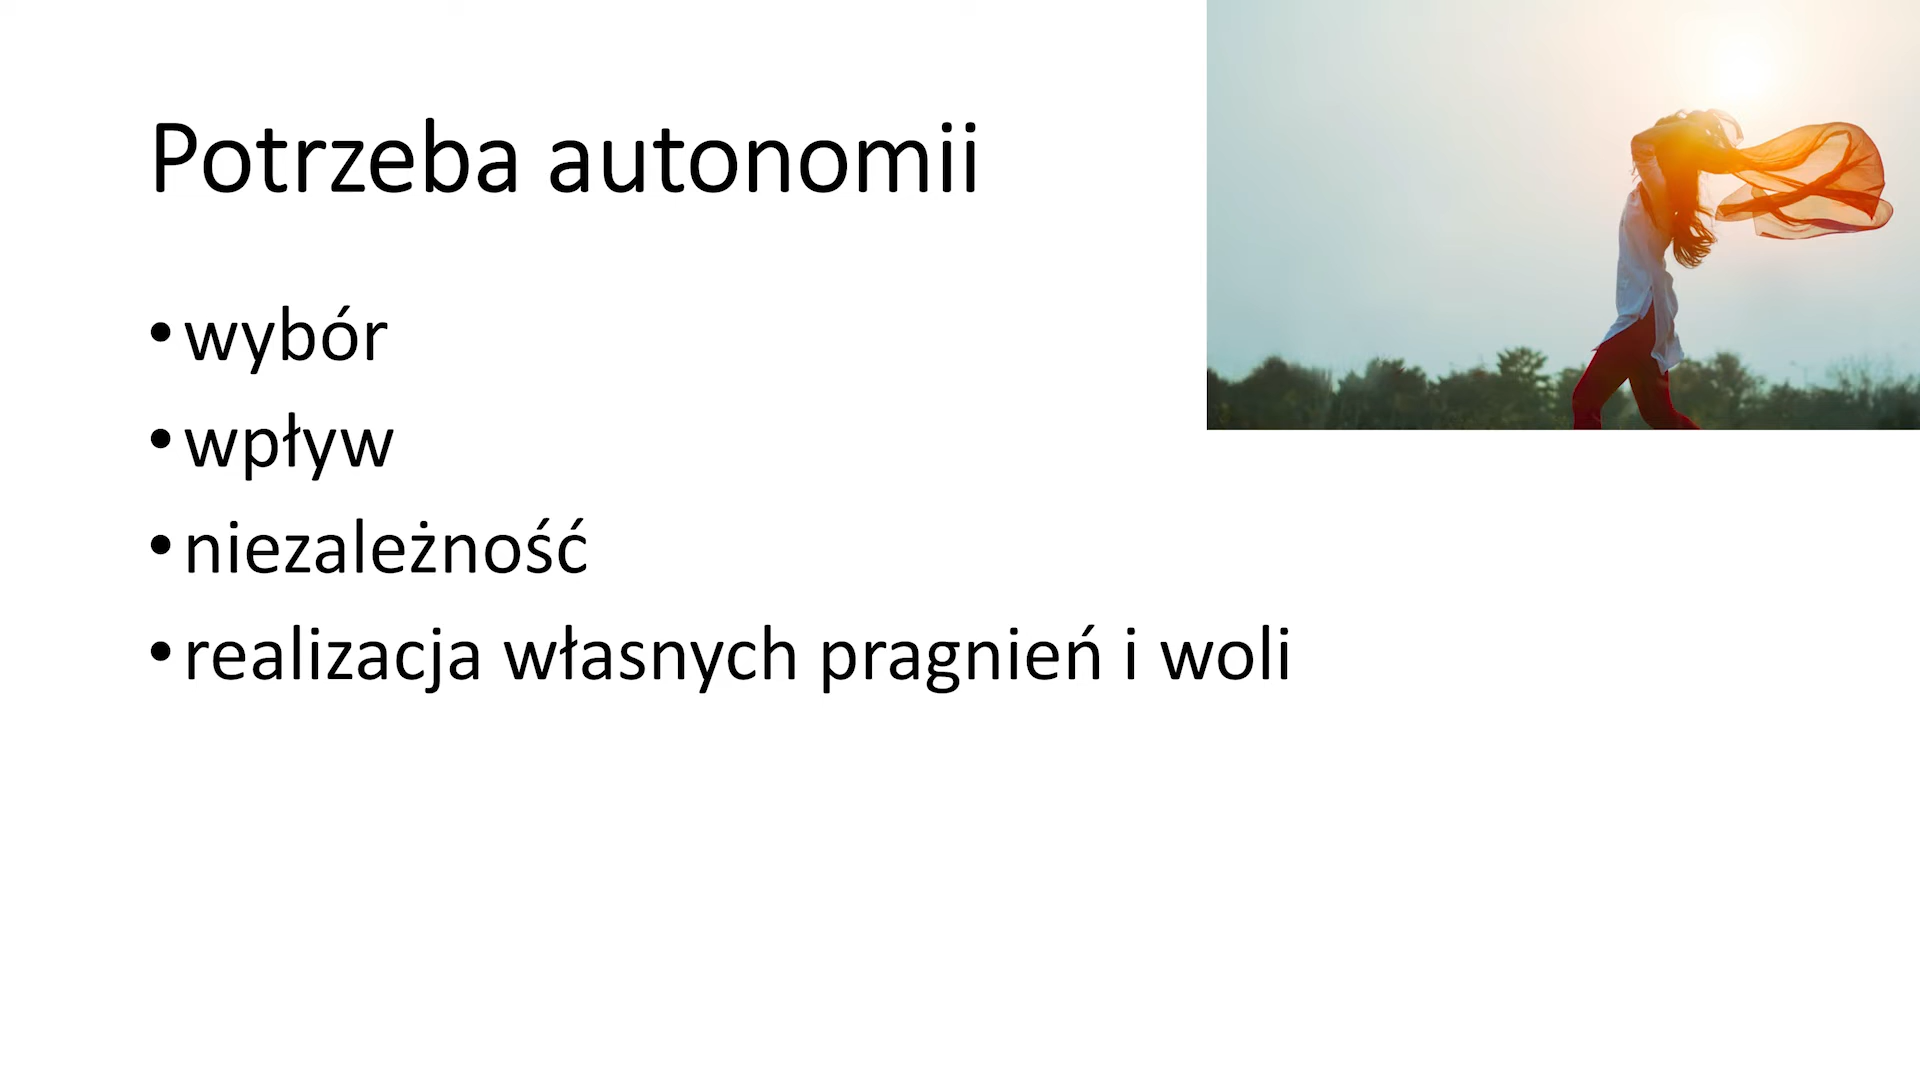 Potrzeba autonomii
• wybór
• wpływ
• niezależność
• realizacja własnych pragnień i woli